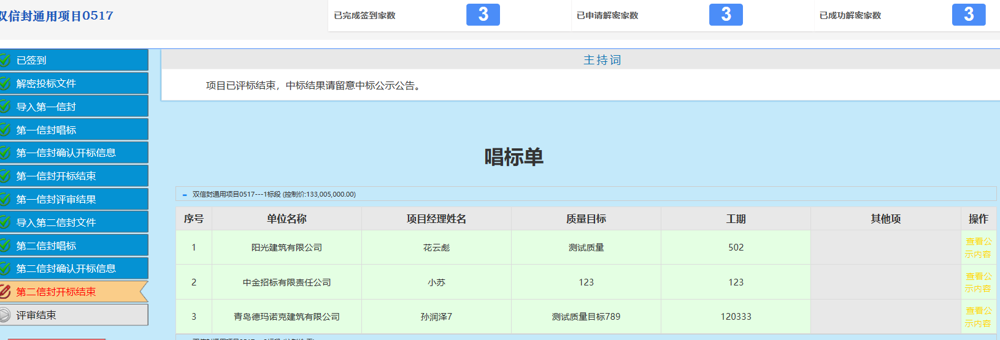 双信封通用项目0517
已完成签到家数 3 已申请解密家数 3 已成功解密家数 3
已签到
解密投标文件
导入第一信封
第一信封唱标
第一信封确认开标信息
第一信封开标结束
第一信封评审结果
导入第二信封文件
第二信封唱标
第二信封确认开标信息
第二信封开标结束
评审结束
主持词
项目已评标结束，中标结果请留意中标公示公告。
唱标单
双信封通用项目0517---1标段 (控制价:133,005,000.00)
序号 单位名称 项目经理姓名 质量目标 工期 其他项 操作
1 阳光建筑有限公司 花云彪 测试质量 502 查看公
示内容
2 中金招标有限责任公司 小苏 123 123 查看公
示内容
3 青岛德玛诺克建筑有限公司 孙润泽7 测试质量目标789 120333 查看公
示内容